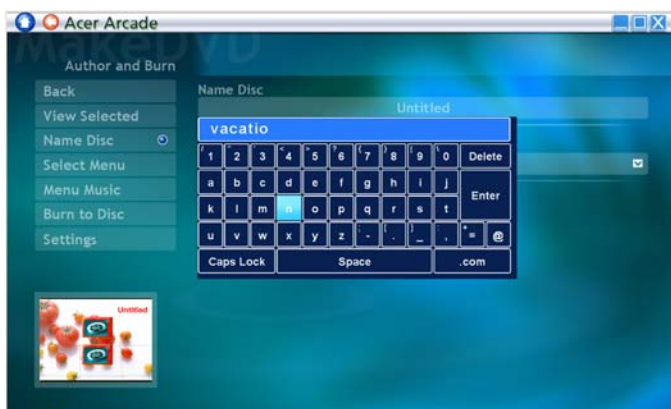 Acer Arcade
MakeDVD
Author and Burn
Back
View Selected
Name Disc
Select Menu
Menu Music
Burn to Disc
Settings
Untitled
Name Disc
Untitled
vacatio
1 2 3 4 5 6 7 8 9 0 Delete
a b c d e f g h i j
Enter
k l m n o p q r s t
u v w x y z - . _ , = @
Caps Lock Space .com